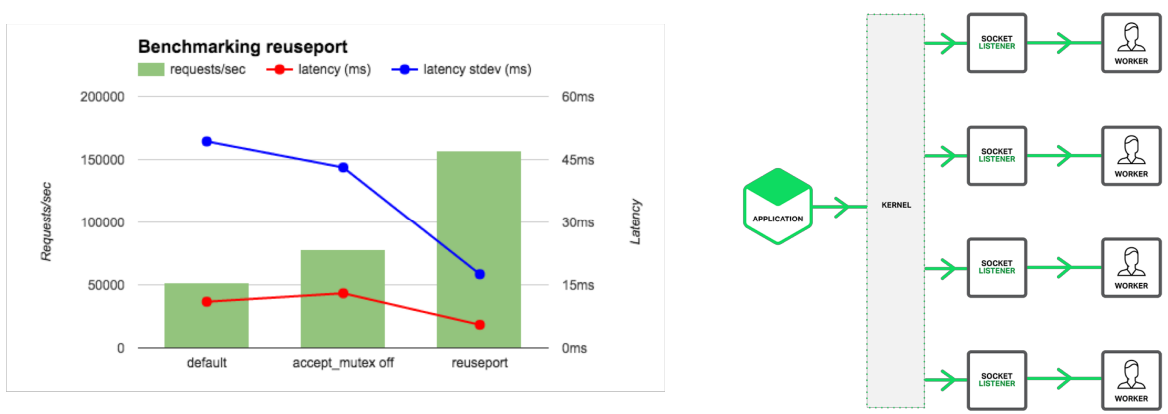 Benchmarking reuseport
requests/sec latency (ms) latency stdev (ms)
200000 60ms
150000 45ms
100000 30ms
50000 15ms
0 0ms
Requests/sec
Latency
default accept_mutex off reuseport
APPLICATION
KERNEL
SOCKET
LISTENER
WORKER
SOCKET
LISTENER
WORKER
SOCKET
LISTENER
WORKER
SOCKET
LISTENER
WORKER